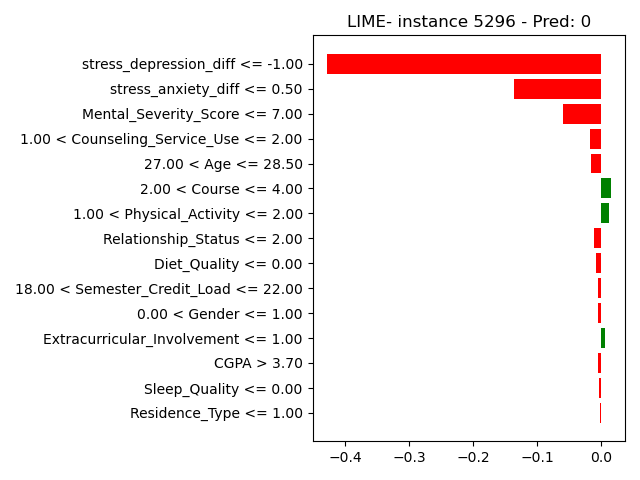 LIME- instance 5296 - Pred: 0
stress_depression_diff <= -1.00
stress_anxiety_diff <= 0.50
Mental_Severity_Score <= 7.00
1.00 < Counseling_Service_Use <= 2.00
27.00 < Age <= 28.50
2.00 < Course <= 4.00
1.00 < Physical_Activity <= 2.00
Relationship_Status <= 2.00
Diet_Quality <= 0.00
18.00 < Semester_Credit_Load <= 22.00
0.00 < Gender <= 1.00
Extracurricular_Involvement <= 1.00
CGPA > 3.70
Sleep_Quality <= 0.00
Residence_Type <= 1.00
−0.4 −0.3 −0.2 −0.1 0.0